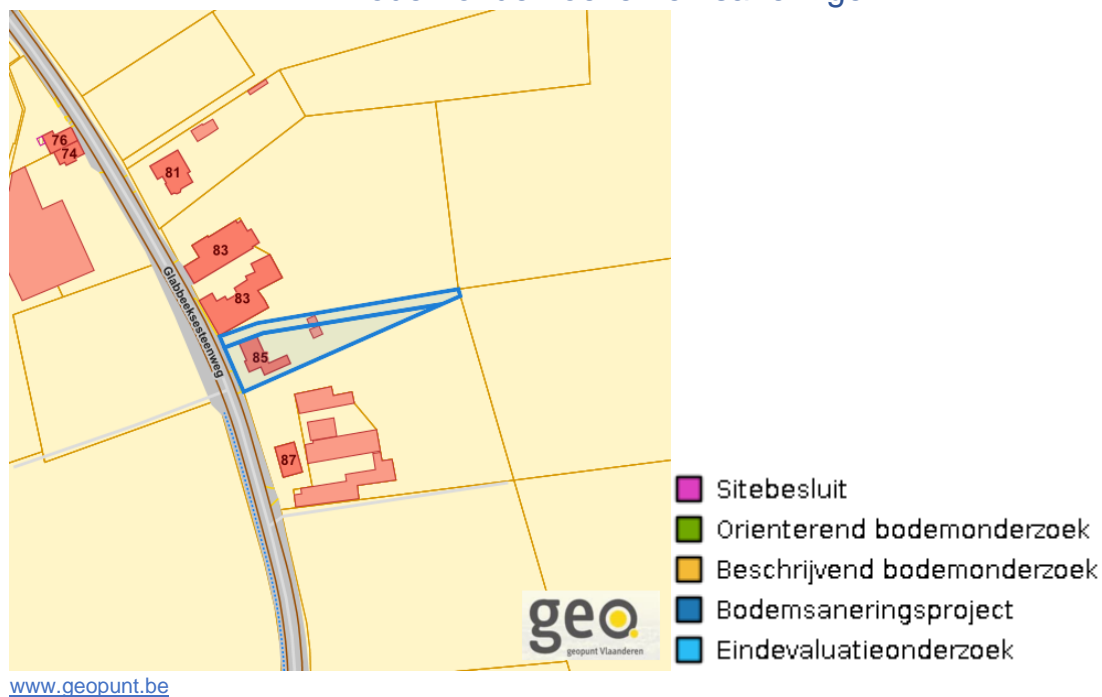 76
74
81
83
83
Glabbeeksesteenweg
85
87
geo.
geopunt Vlaanderen
Sitebesluit
Orienterend bodemonderzoek
Beschrijvend bodemonderzoek
Bodemsaneringsproject
Eindevaluatieonderzoek
www.geopunt.be